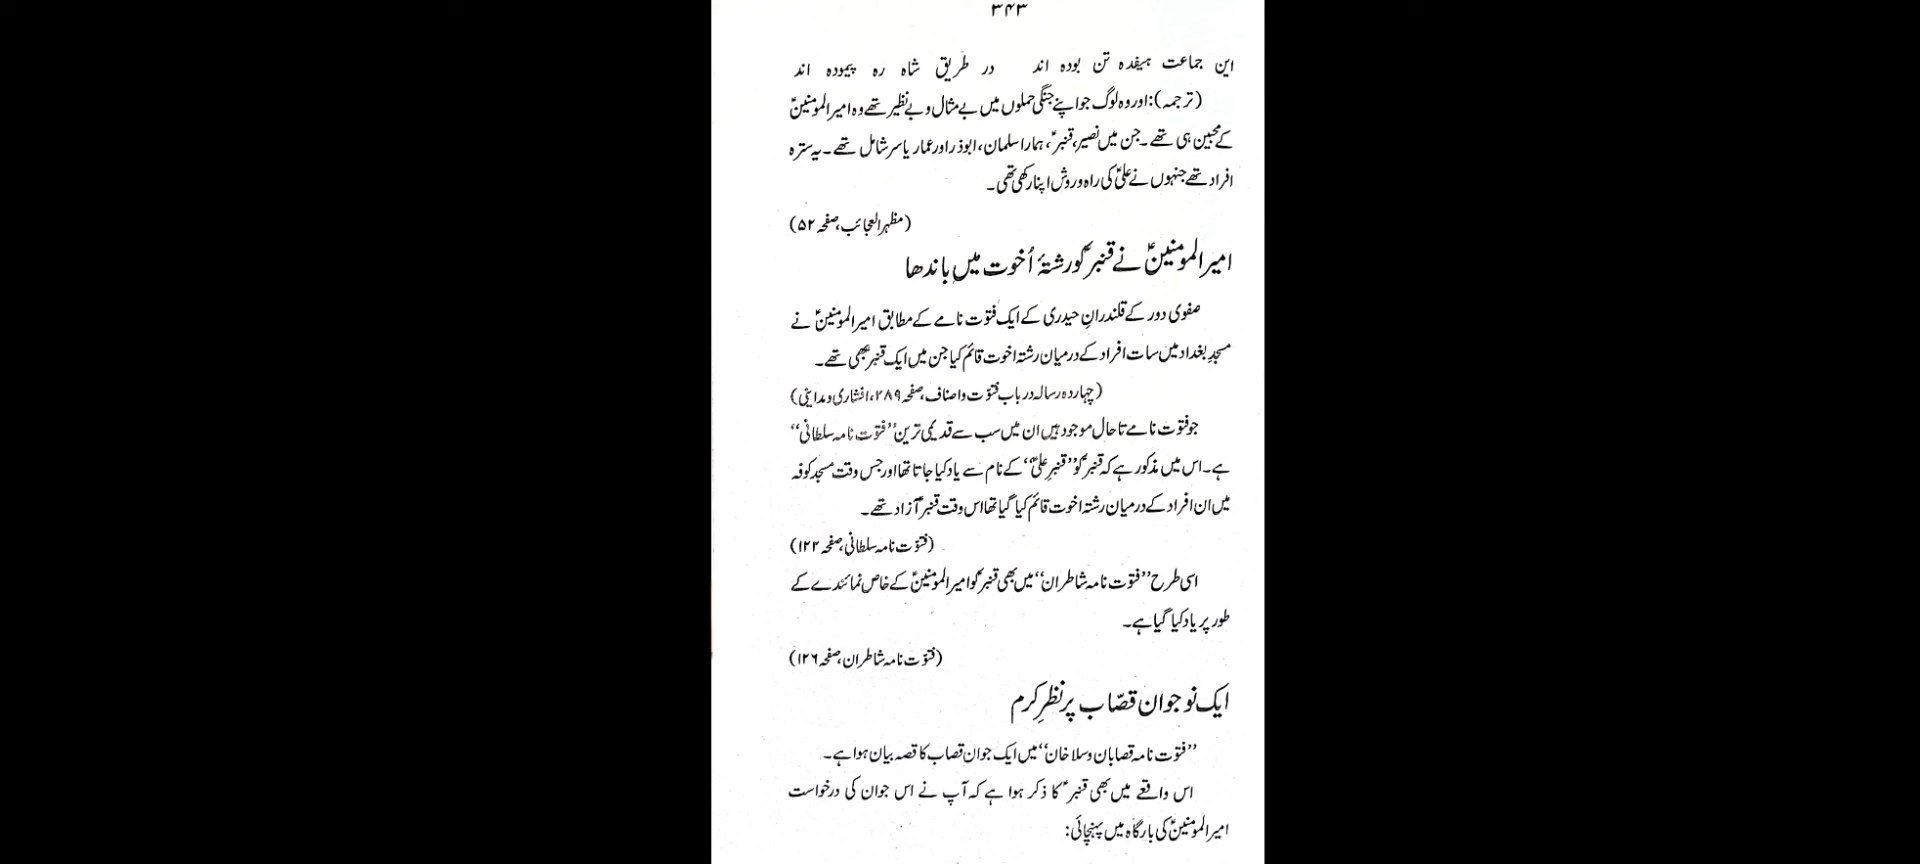 ۳۴۳
این جماعت ہیفدہ تن بودہ اند در طریق شاہ رہ پیمودہ اند
(ترجمہ): اور وہ لوگ جو اپنے جنگی حملوں میں بے مثال و بے نظیر تھے وہ امیر المومنینؑ
کے محبین ہی تھے۔ جن میں نصیر، قنبرؑ، ہمارا سلمان، ابوذر اور عمار یاسر شامل تھے۔ یہ سترہ
افراد تھے جنہوں نے علیؑ کی راہ و روش اپنا رکھی تھی۔
(مظہر العجائب، صفحہ ۵۲)
امیر المومنینؑ نے قنبرؑ کو رشتۂ اُخوت میں باندھا
صفوی دور کے قلندرانِ حیدری کے ایک فتوّت نامے کے مطابق امیر المومنینؑ نے
مسجدِ بغداد میں سات افراد کے درمیان رشتہ اخوت قائم کیا جن میں ایک قنبرؑ بھی تھے۔
(چہاردہ رسالہ در باب فتوّت و اصناف، صفحہ ۲۸۹، افشاری و مداینی)
جو فتوت نامے تا حال موجود ہیں ان میں سب سے قدیمی ترین ’’فتوّت نامہ سلطانی‘‘
ہے۔ اس میں مذکور ہے کہ قنبرؑ کو ’’قنبرِ علیؑ‘‘ کے نام سے یاد کیا جاتا تھا اور جس وقت مسجد کوفہ
میں ان افراد کے درمیان رشتہ اخوت قائم کیا گیا تھا اس وقت قنبرؑ آزاد تھے۔
(فتوّت نامہ سلطانی، صفحہ ۱۲۲)
اسی طرح ’’فتوت نامہ شاطران‘‘ میں بھی قنبرؑ کو امیر المومنینؑ کے خاص نمائندے کے
طور پر یاد کیا گیا ہے۔
(فتوّت نامہ شاطران، صفحہ ۱۲۶)
ایک نوجوان قصّاب پر نظرِ کرم
’’فتوّت نامہ قصابان و سلاخان‘‘ میں ایک جوان قصاب کا قصہ بیان ہوا ہے۔
اس واقعے میں بھی قنبرؑ کا ذکر ہوا ہے کہ آپ نے اس جوان کی درخواست
امیر المومنینؑ کی بارگاہ میں پہنچائی: